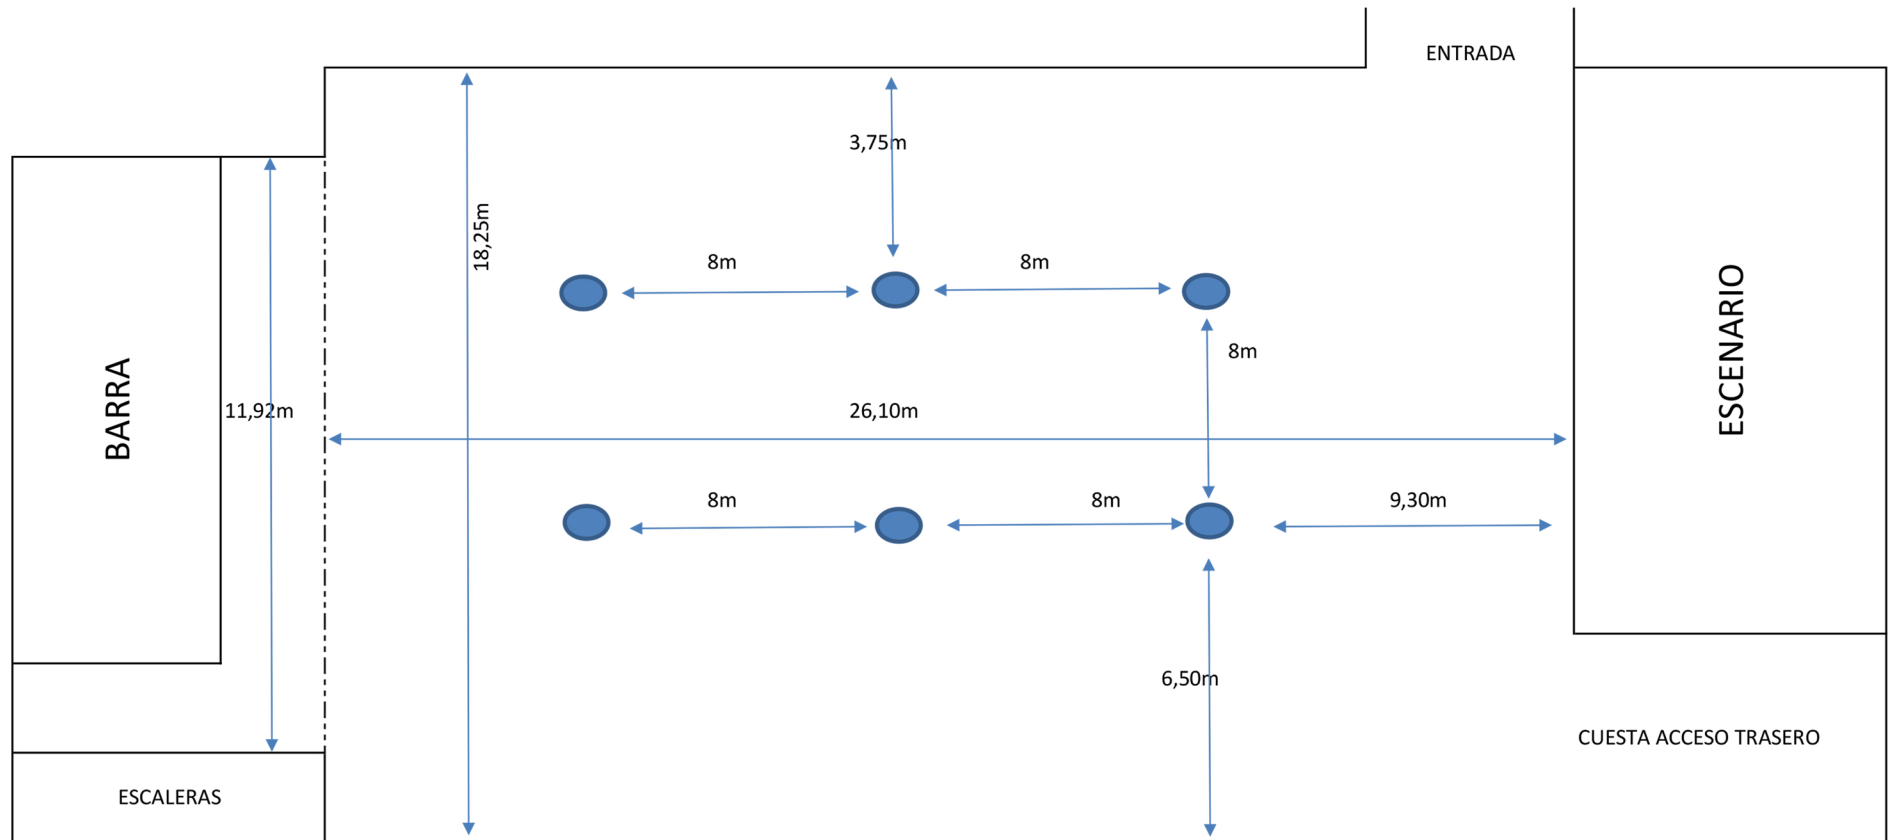 ENTRADA
3,75m
18,25m
8m
8m
ESCENARIO
8m
BARRA
11,92m
26,10m
8m
8m
9,30m
6,50m
CUESTA ACCESO TRASERO
ESCALERAS